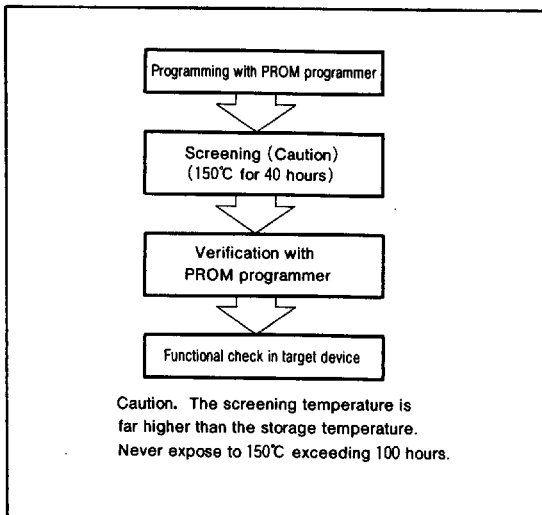 Programming with PROM programmer
Screening (Caution)
(150℃ for 40 hours)
Verification with
PROM programmer
Functional check in target device
Caution. The screening temperature is
far higher than the storage temperature.
Never expose to 150℃ exceeding 100 hours.